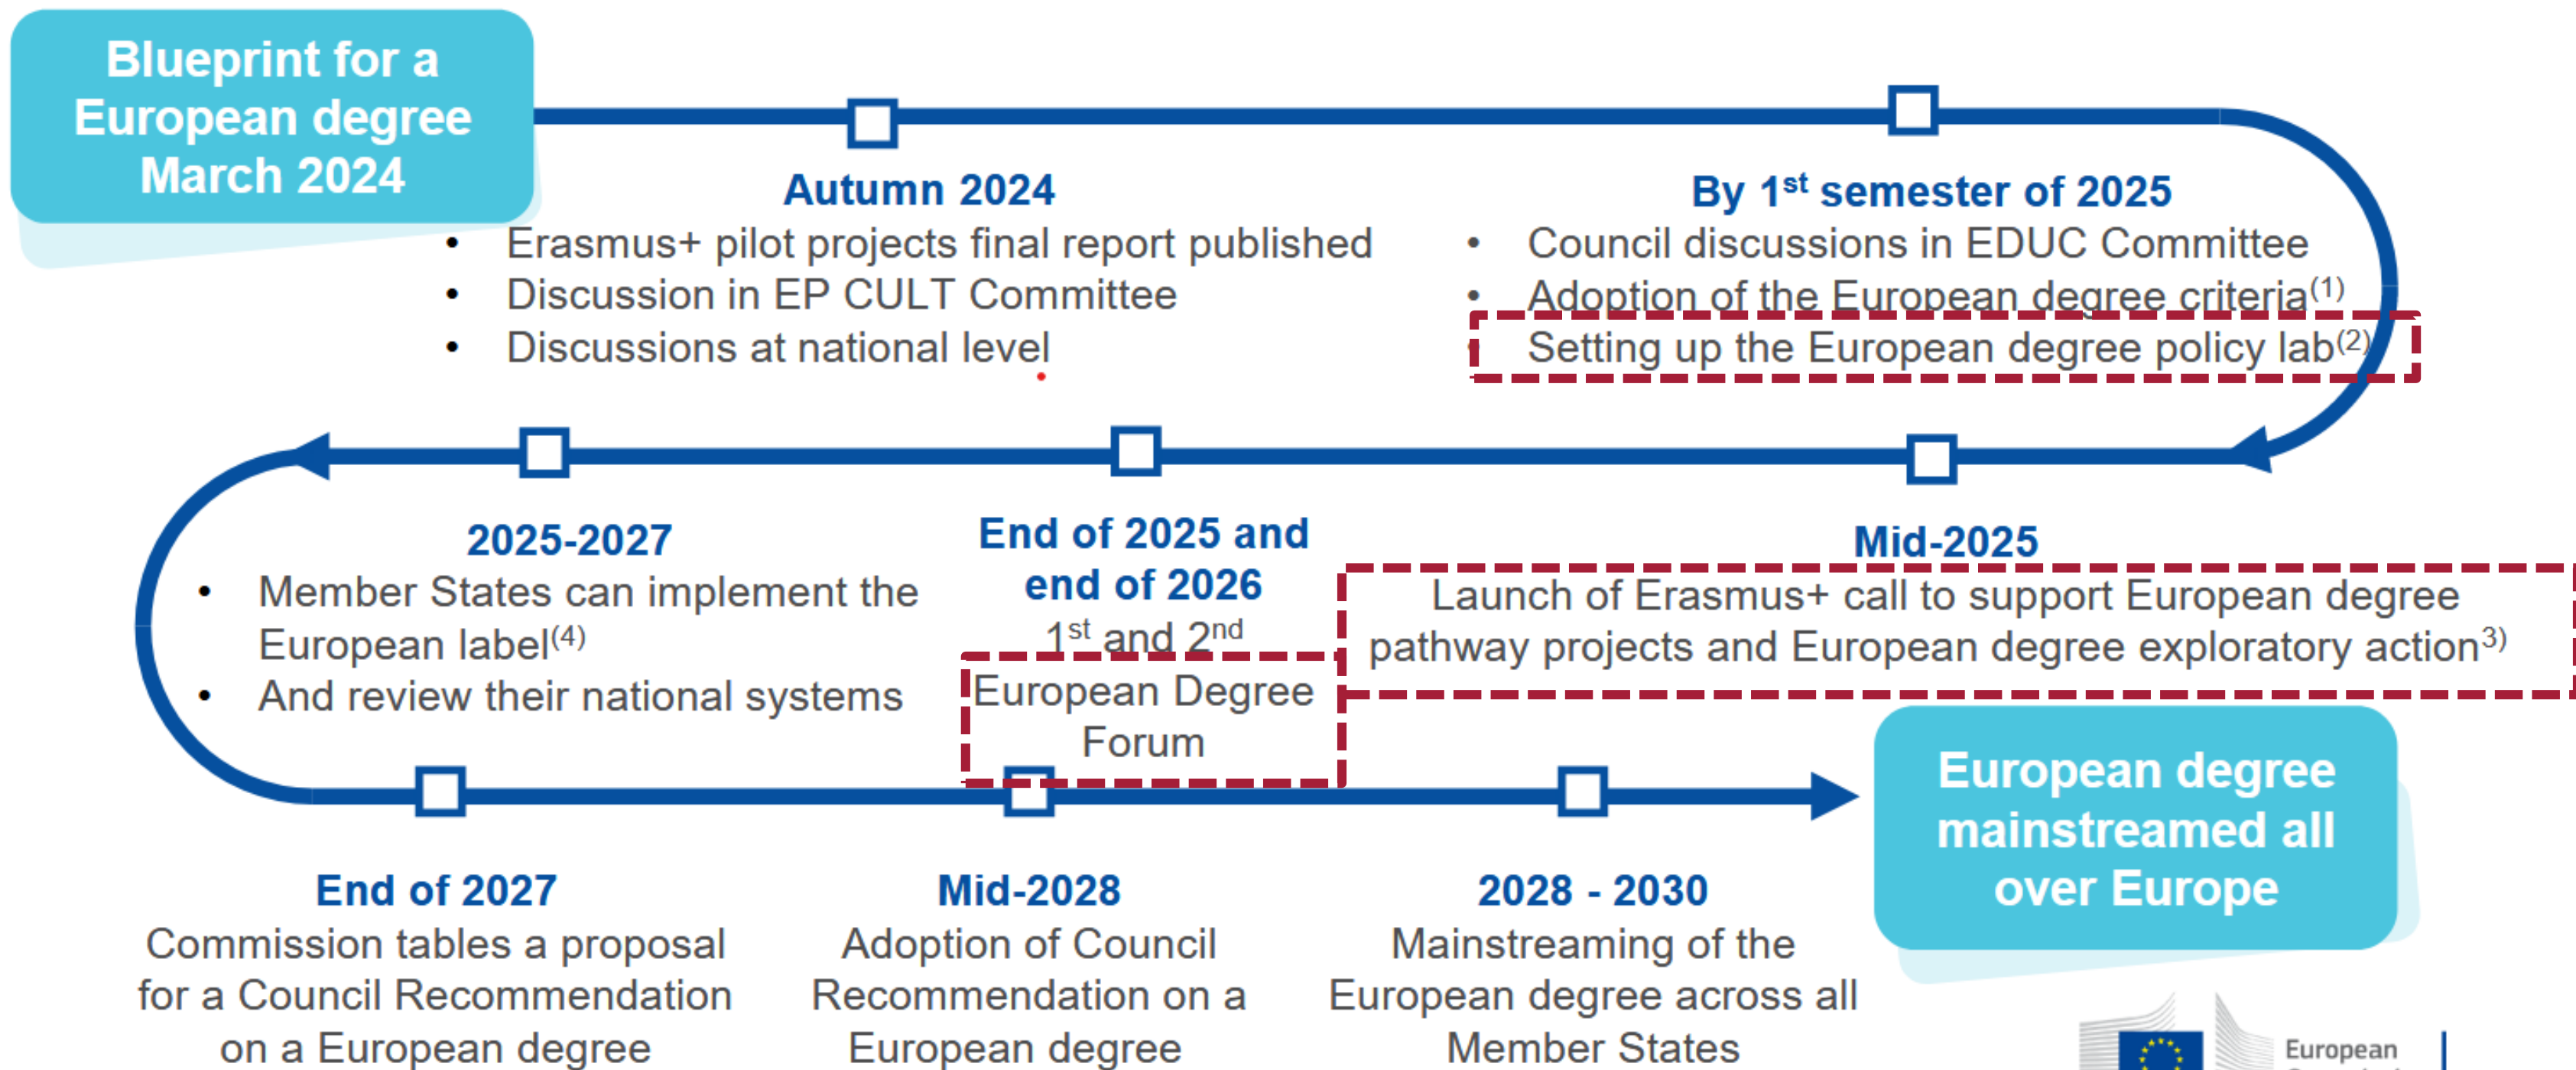 Blueprint for a
European degree
March 2024
Autumn 2024
• Erasmus+ pilot projects final report published
• Discussion in EP CULT Committee
• Discussions at national level
By 1st semester of 2025
• Council discussions in EDUC Committee
• Adoption of the European degree criteria(1)
• Setting up the European degree policy lab(2)
Mid-2025
Launch of Erasmus+ call to support European degree
pathway projects and European degree exploratory action3)
End of 2025 and
end of 2026
1st and 2nd
European Degree
Forum
2025-2027
• Member States can implement the
European label(4)
• And review their national systems
End of 2027
Commission tables a proposal
for a Council Recommendation
on a European degree
Mid-2028
Adoption of Council
Recommendation on a
European degree
2028 - 2030
Mainstreaming of the
European degree across all
Member States
European degree
mainstreamed all
over Europe
European